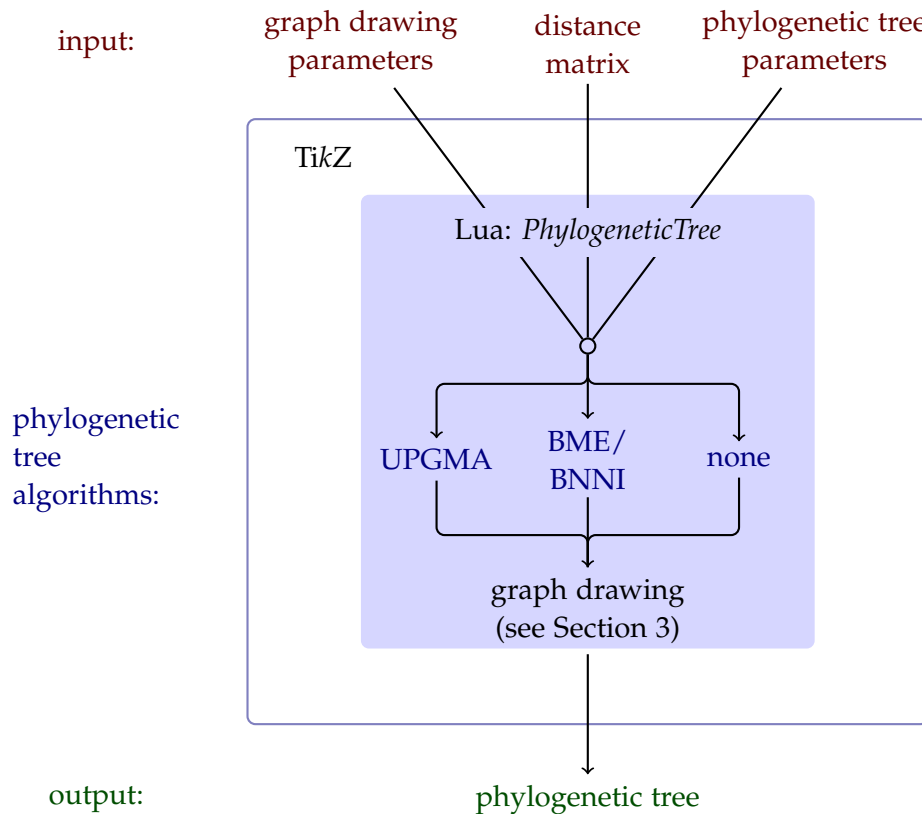 input:
graph drawing
parameters
distance
matrix
phylogenetic tree
parameters
TikZ
Lua: PhylogeneticTree
phylogenetic
tree
algorithms:
UPGMA
BME/
BNNI
none
graph drawing
(see Section 3)
output:
phylogenetic tree